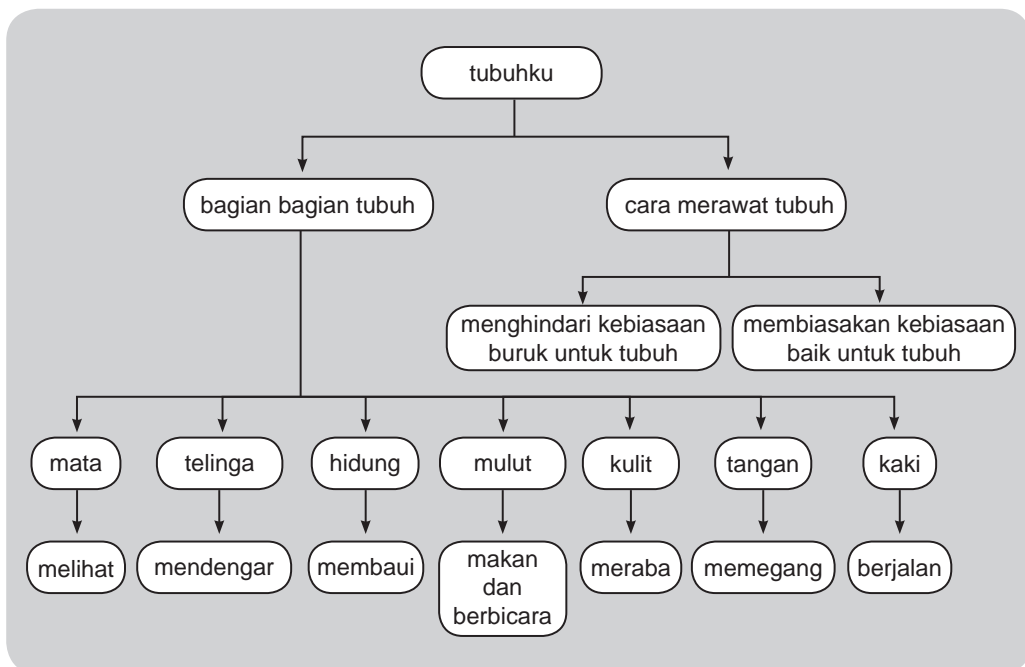 tubuhku
bagian bagian tubuh
cara merawat tubuh
menghindari kebiasaan
buruk untuk tubuh
membiasakan kebiasaan
baik untuk tubuh
mata
telinga
hidung
mulut
kulit
tangan
kaki
melihat
mendengar
membaui
makan
dan
berbicara
meraba
memegang
berjalan